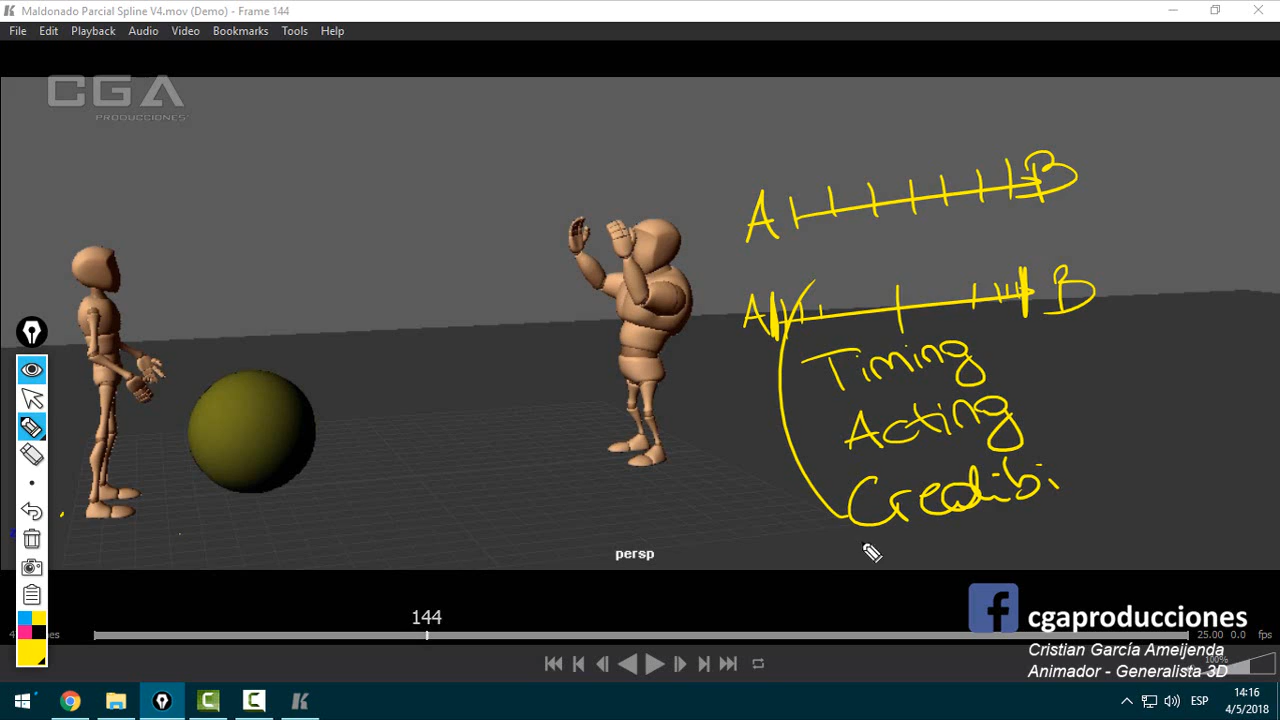 Maldonado Parcial Spline V4.mov (Demo) - Frame 144
File Edit Playback Audio Video Bookmarks Tools Help
CGA
PRODUCCIONES
A B
A B
Timing
Acting
Credibi
persp
144
25.00 0.0 fps
100%
f cgaproducciones
Cristian García Ameijenda
Animador - Generalista 3D
ESP
14:16
4/5/2018